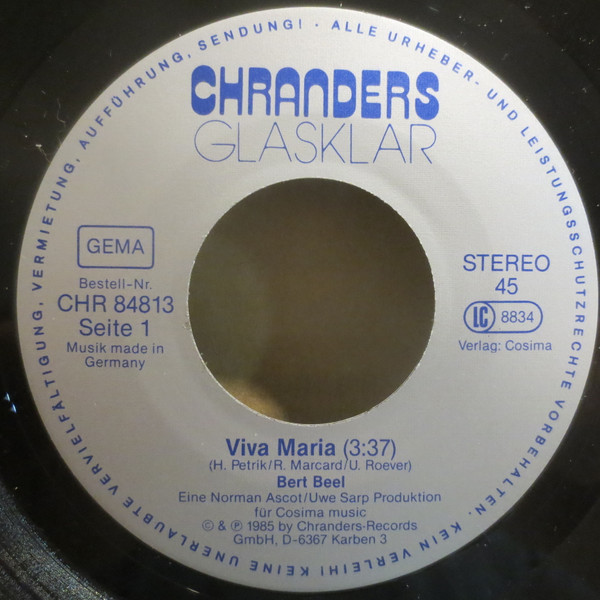 ALLE URHEBER- UND LEISTUNGSSCHUTZRECHTE VORBEHALTEN. KEIN VERLEIH! KEINE UNERLAUBTE VERVIELFÄLTIGUNG, VERMIETUNG, AUFFÜHRUNG, SENDUNG! ·
CHRANDERS
GLASKLAR
GEMA
Bestell-Nr.
CHR 84813
Seite 1
Musik made in
Germany
STEREO
45
LC 8834
Verlag: Cosima
Viva Maria (3:37)
(H. Petrik/R. Marcard/U. Roever)
Bert Beel
Eine Norman Ascot/Uwe Sarp Produktion
für Cosima music
© & ℗ 1985 by Chranders-Records
GmbH, D-6367 Karben 3